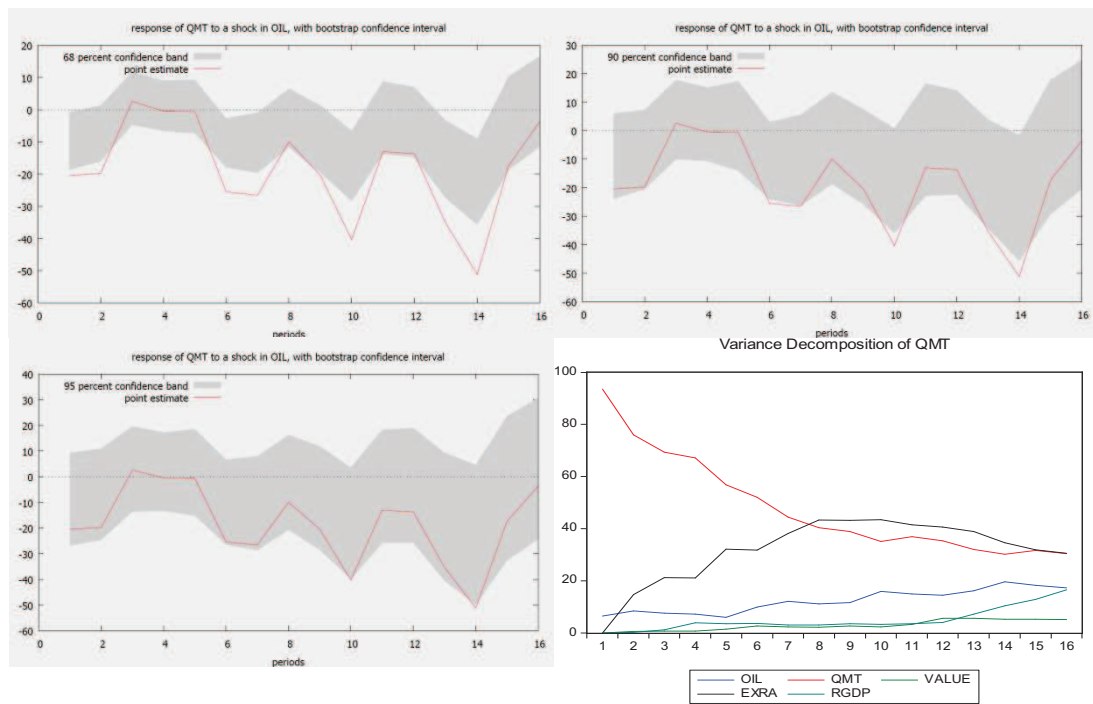 response of QMT to a shock in OIL, with bootstrap confidence interval
20
10
0
-10
-20
-30
-40
-50
-60
68 percent confidence band
point estimate
0 2 4 6 8 10 12 14 16
periods
response of QMT to a shock in OIL, with bootstrap confidence interval
30
20
10
0
-10
-20
-30
-40
-50
-60
90 percent confidence band
point estimate
0 2 4 6 8 10 12 14 16
periods
response of QMT to a shock in OIL, with bootstrap confidence interval
40
30
20
10
0
-10
-20
-30
-40
-50
-60
95 percent confidence band
point estimate
0 2 4 6 8 10 12 14 16
periods
Variance Decomposition of QMT
100
80
60
40
20
0
1 2 3 4 5 6 7 8 9 10 11 12 13 14 15 16
OIL QMT VALUE
EXRA RGDP